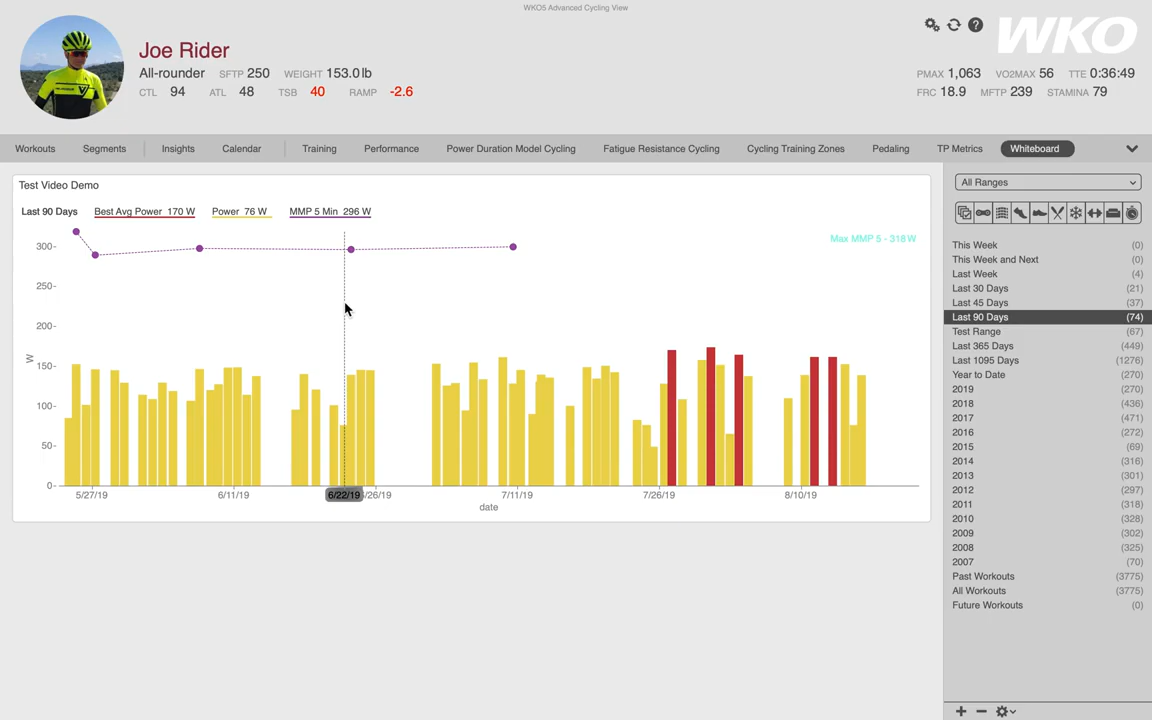 WKO5 Advanced Cycling View
WKO
Joe Rider
All-rounder SFTP 250 WEIGHT 153.0 lb
CTL 94 ATL 48 TSB 40 RAMP -2.6
PMAX 1,063 VO2MAX 56 TTE 0:36:49
FRC 18.9 MFTP 239 STAMINA 79
Workouts Segments Insights Calendar Training Performance Power Duration Model Cycling Fatigue Resistance Cycling Cycling Training Zones Pedaling TP Metrics Whiteboard
Test Video Demo
Last 90 Days Best Avg Power 170 W Power 76 W MMP 5 Min 296 W
Max MMP 5 - 318 W
300-
250-
200-
W
150-
100-
50-
0-
5/27/19 6/11/19 6/22/19 /26/19 7/11/19 7/26/19 8/10/19
date
All Ranges
This Week (0)
This Week and Next (0)
Last Week (4)
Last 30 Days (21)
Last 45 Days (37)
Last 90 Days (74)
Test Range (67)
Last 365 Days (449)
Last 1095 Days (1276)
Year to Date (270)
2019 (270)
2018 (436)
2017 (471)
2016 (272)
2015 (69)
2014 (316)
2013 (301)
2012 (297)
2011 (318)
2010 (328)
2009 (302)
2008 (325)
2007 (70)
Past Workouts (3775)
All Workouts (3775)
Future Workouts (0)